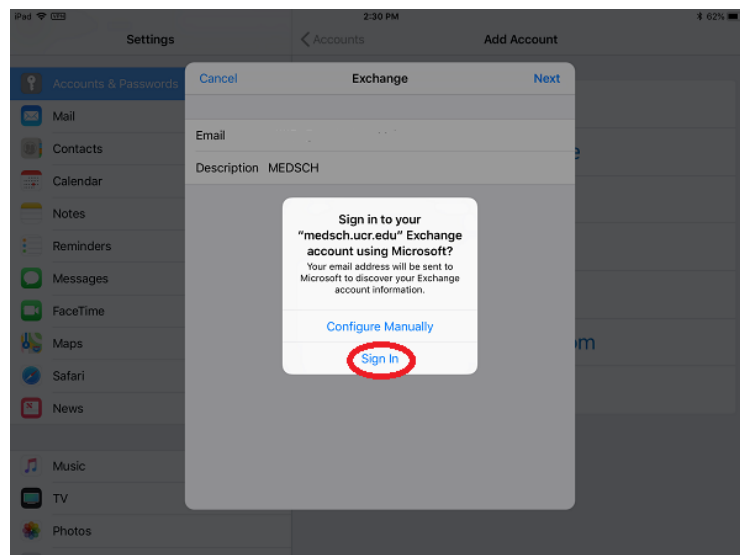 iPad
2:30 PM
62%
Settings
Accounts
Add Account
Accounts & Passwords
Mail
Contacts
Calendar
Notes
Reminders
Messages
FaceTime
Maps
Safari
News
Music
TV
Photos
Cancel
Exchange
Next
Email
Description MEDSCH
Sign in to your
“medsch.ucr.edu” Exchange
account using Microsoft?
Your email address will be sent to
Microsoft to discover your Exchange
account information.
Configure Manually
Sign In
e
om